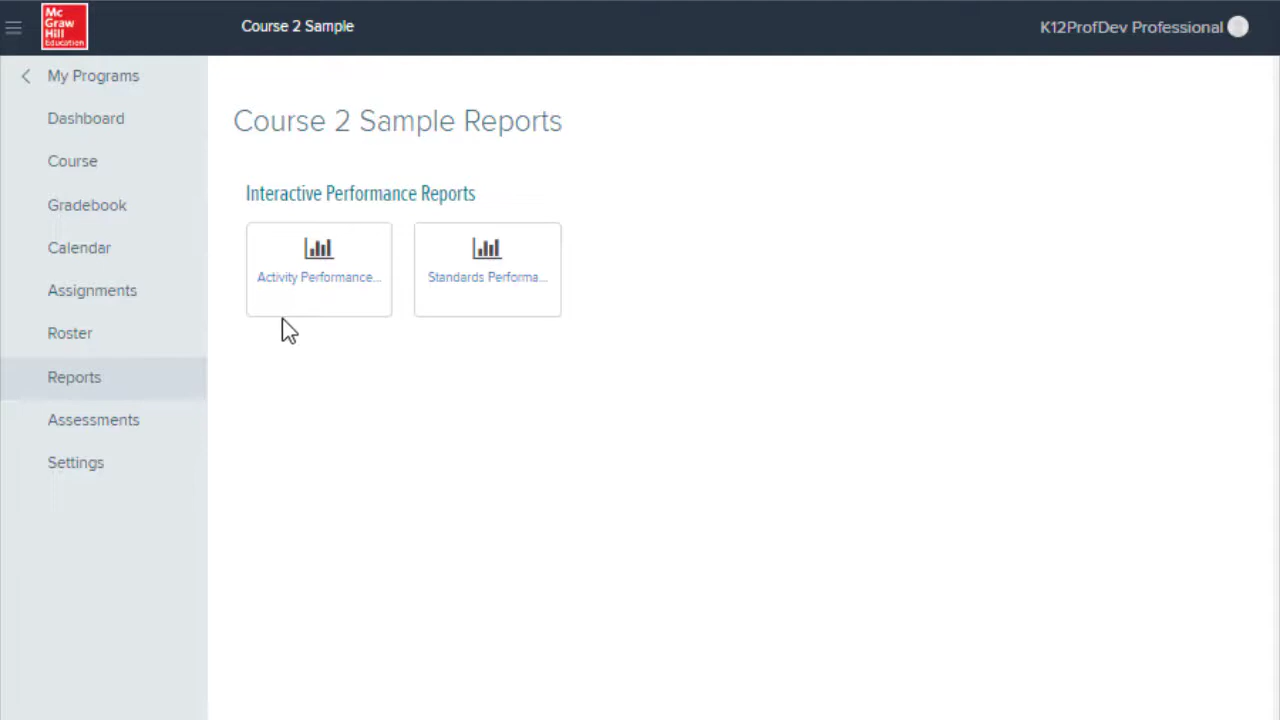 Mc
Graw
Hill
Education
Course 2 Sample
K12ProfDev Professional
My Programs
Dashboard
Course
Gradebook
Calendar
Assignments
Roster
Reports
Assessments
Settings
Course 2 Sample Reports
Interactive Performance Reports
Activity Performance...
Standards Performa...